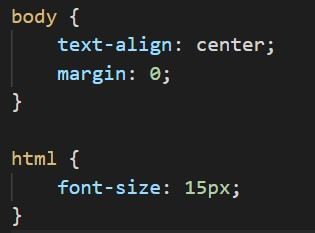 body {
    text-align: center;
    margin: 0;
}

html {
    font-size: 15px;
}